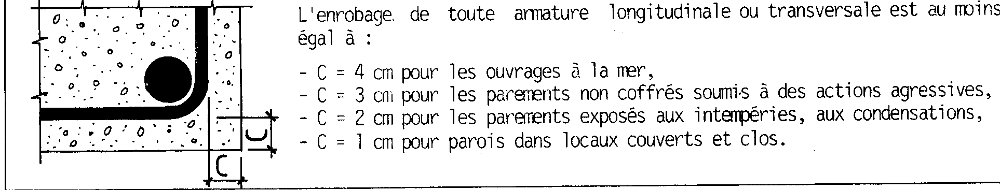 L'enrobage de toute armature longitudinale ou transversale est au moins
égal à :
- C = 4 cm pour les ouvrages à la mer,
- C = 3 cm pour les parements non coffrés soumis à des actions agressives,
- C = 2 cm pour les parements exposés aux intempéries, aux condensations,
- C = 1 cm pour parois dans locaux couverts et clos.
C
C